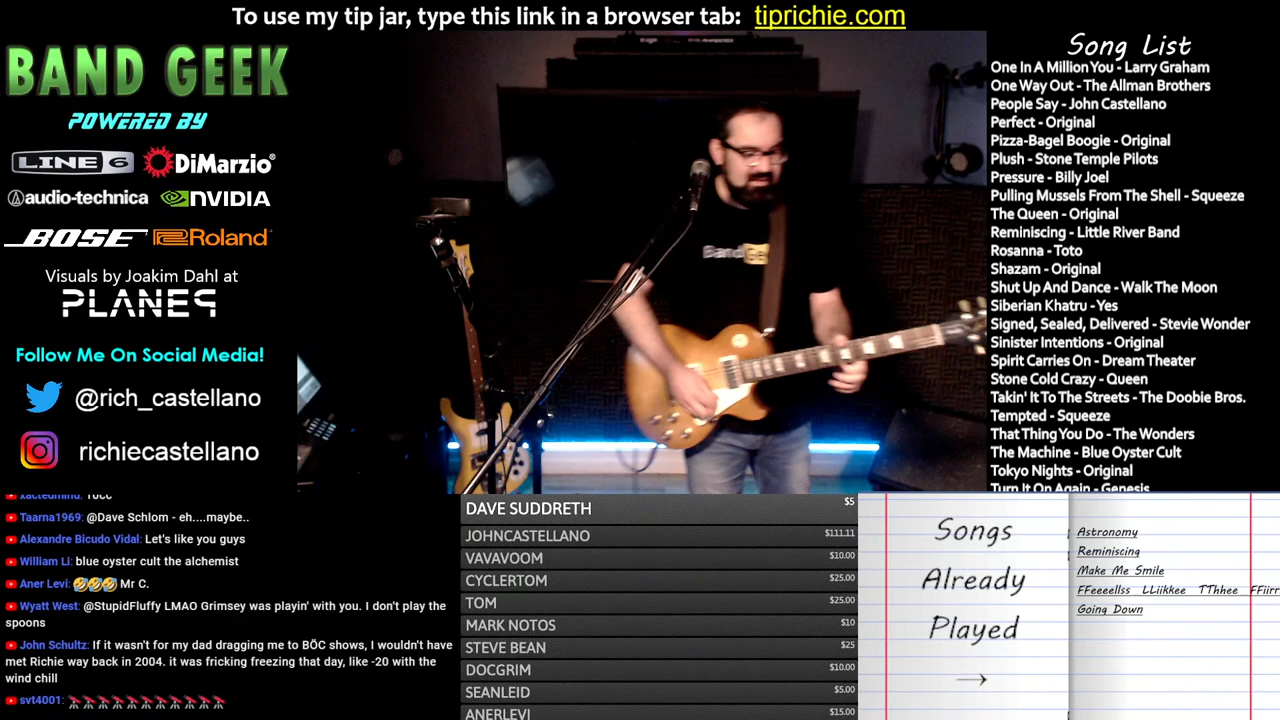 To use my tip jar, type this link in a browser tab: tiprichie.com
BAND GEEK
POWERED BY
LINE 6
DiMarzio
audio-technica
NVIDIA
BOSE
Roland
Visuals by Joakim Dahl at
PLANE9
Follow Me On Social Media!
@rich_castellano
richiecastellano
BandGe
Song List
One In A Million You - Larry Graham
One Way Out - The Allman Brothers
People Say - John Castellano
Perfect - Original
Pizza-Bagel Boogie - Original
Plush - Stone Temple Pilots
Pressure - Billy Joel
Pulling Mussels From The Shell - Squeeze
The Queen - Original
Reminiscing - Little River Band
Rosanna - Toto
Shazam - Original
Shut Up And Dance - Walk The Moon
Siberian Khatru - Yes
Signed, Sealed, Delivered - Stevie Wonder
Sinister Intentions - Original
Spirit Carries On - Dream Theater
Stone Cold Crazy - Queen
Takin' It To The Streets - The Doobie Bros.
Tempted - Squeeze
That Thing You Do - The Wonders
The Machine - Blue Oyster Cult
Tokyo Nights - Original
Turn It On Again - Genesis
xactedmind: 10cc
Taarna1969: @Dave Schlom - eh....maybe..
Alexandre Bicudo Vidal: Let's like you guys
William Li: blue oyster cult the alchemist
Aner Levi: 🤣🤣🤣 Mr C.
Wyatt West: @StupidFluffy LMAO Grimsey was playin' with you. I don't play the
spoons
John Schultz: If it wasn't for my dad dragging me to BÖC shows, I wouldn't have
met Richie way back in 2004. it was fricking freezing that day, like -20 with the
wind chill
svt4001:
DAVE SUDDRETH $5
JOHNCASTELLANO $111.11
VAVAVOOM $10.00
CYCLERTOM $25.00
TOM $25.00
MARK NOTOS $10
STEVE BEAN $25
DOCGRIM $10.00
SEANLEID $5.00
ANERLEVI $15.00
Songs
Already
Played
→
Astronomy
Reminiscing
Make Me Smile
FFeeeellss LLiikkee TThhee FFiirr
Going Down